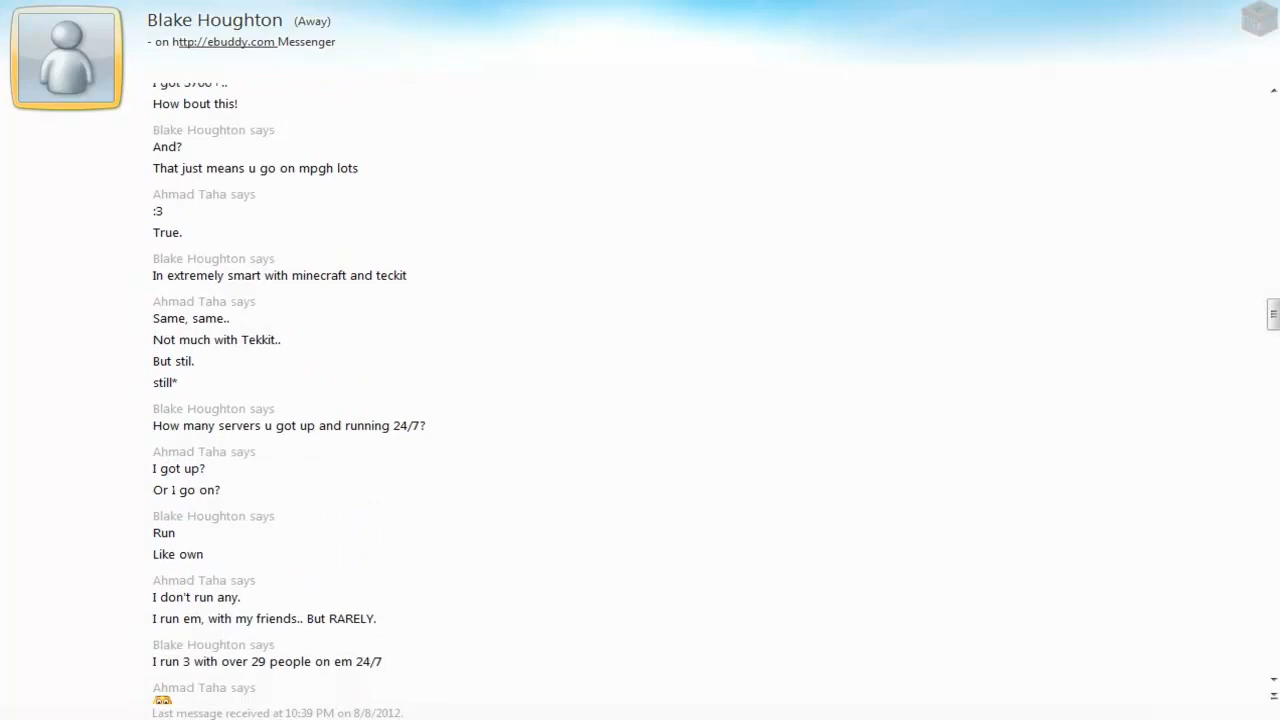 Blake Houghton (Away)
- on http://ebuddy.com Messenger
I got 3700+..
How bout this!
Blake Houghton says
And?
That just means u go on mpgh lots
Ahmad Taha says
:3
True.
Blake Houghton says
In extremely smart with minecraft and teckit
Ahmad Taha says
Same, same..
Not much with Tekkit..
But stil.
still*
Blake Houghton says
How many servers u got up and running 24/7?
Ahmad Taha says
I got up?
Or I go on?
Blake Houghton says
Run
Like own
Ahmad Taha says
I don't run any.
I run em, with my friends.. But RARELY.
Blake Houghton says
I run 3 with over 29 people on em 24/7
Ahmad Taha says
Last message received at 10:39 PM on 8/8/2012.